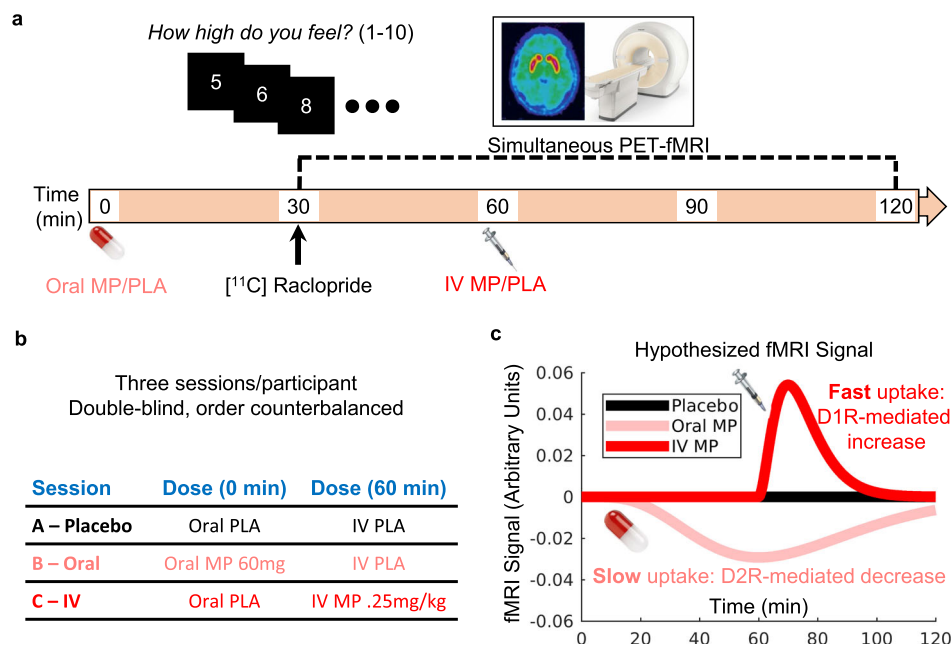 a
How high do you feel? (1-10)
5
6
8
Simultaneous PET-fMRI
Time
(min)
0 30 60 90 120
Oral MP/PLA
[¹¹C] Raclopride
IV MP/PLA
b
Three sessions/participant
Double-blind, order counterbalanced
Session Dose (0 min) Dose (60 min)
A – Placebo Oral PLA IV PLA
B – Oral Oral MP 60mg IV PLA
C – IV Oral PLA IV MP .25mg/kg
c
Hypothesized fMRI Signal
fMRI Signal (Arbitrary Units)
0.06
0.04
0.02
0
-0.02
-0.04
-0.06
Placebo
Oral MP
IV MP
Fast uptake:
D1R-mediated
increase
Slow uptake: D2R-mediated decrease
Time (min)
0 20 40 60 80 100 120